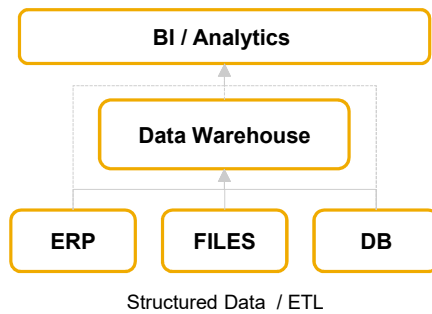 BI / Analytics
Data Warehouse
ERP
FILES
DB
Structured Data / ETL